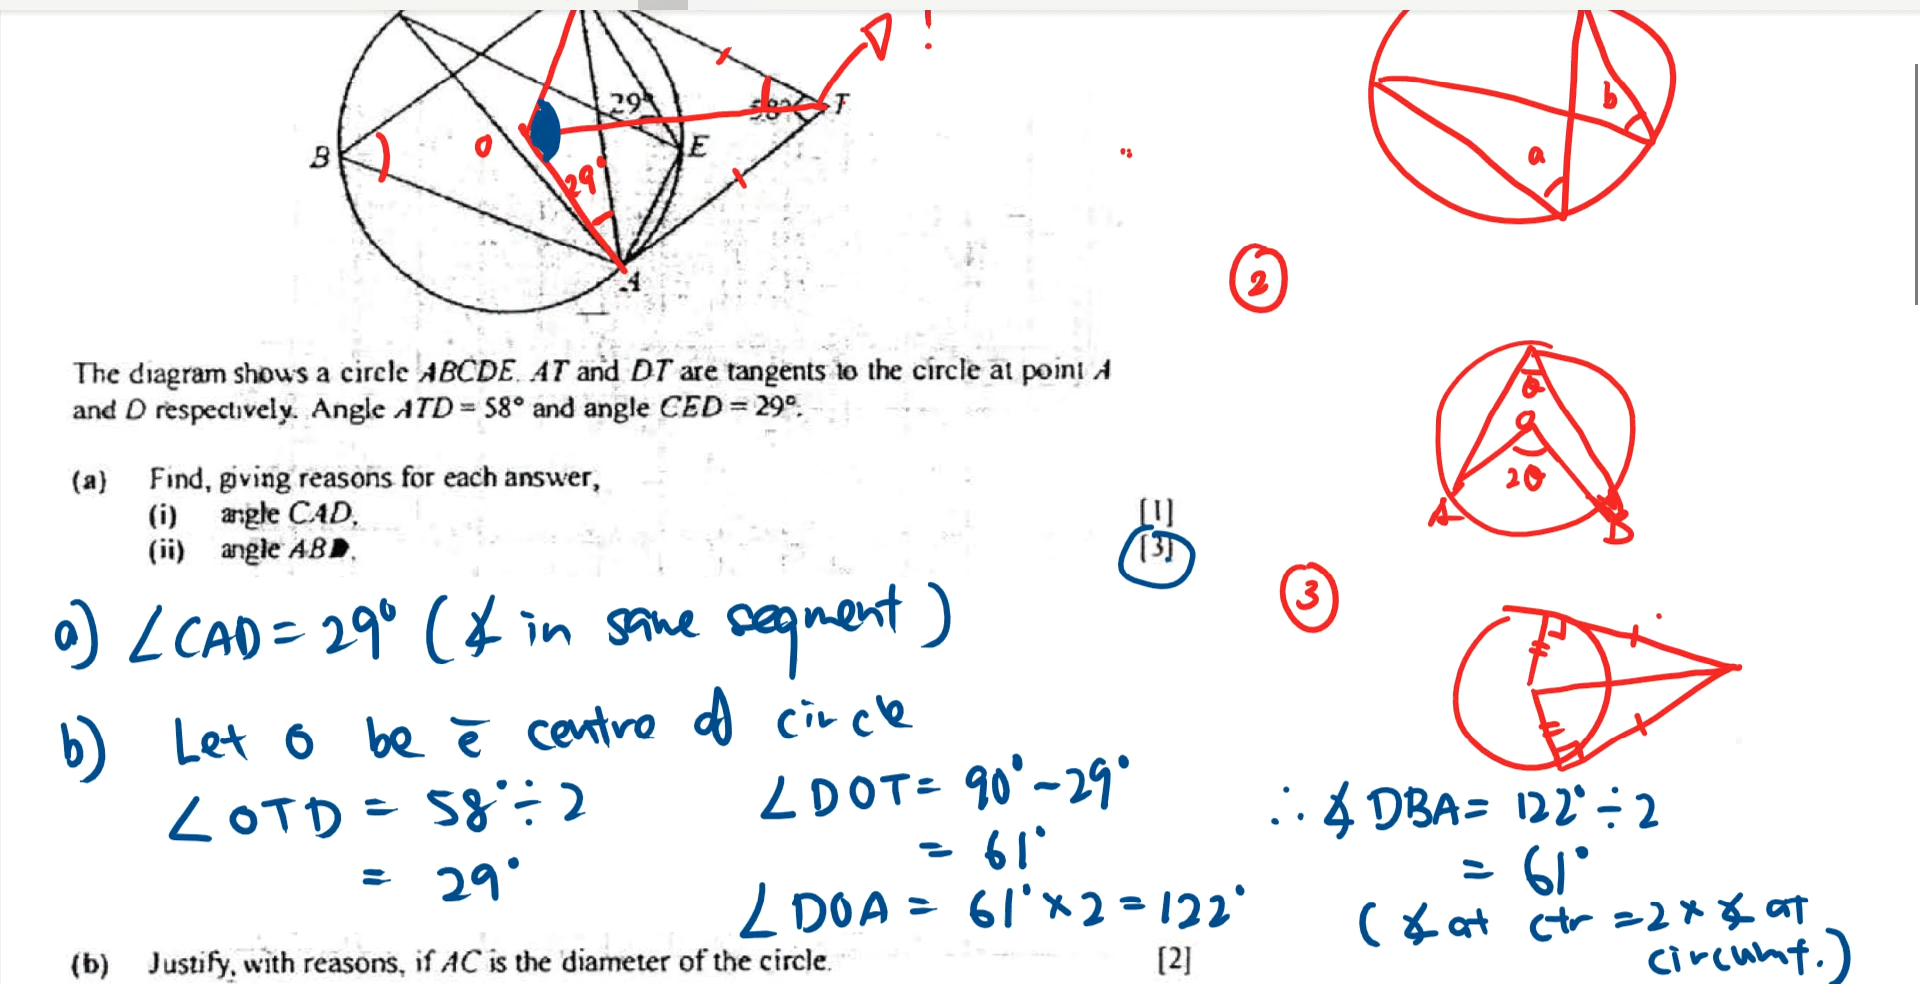 !
29°
58°
T
B
O
E
29°
A
b
a
2
The diagram shows a circle ABCDE. AT and DT are tangents to the circle at point A
and D respectively. Angle ATD = 58° and angle CED = 29°.
(a) Find, giving reasons for each answer,
(i) angle CAD, [1]
(ii) angle ABD. [3]
θ
O
2θ
A
B
3
a) ∠CAD = 29° (∡ in same segment)
b) Let O be ē centre of circle
∠OTD = 58° ÷ 2
= 29°
∠DOT = 90° - 29°
= 61°
∠DOA = 61° × 2 = 122°
∴ ∡DBA = 122° ÷ 2
= 61°
(∡ at ctr = 2 × ∡ at
circumf.)
(b) Justify, with reasons, if AC is the diameter of the circle. [2]